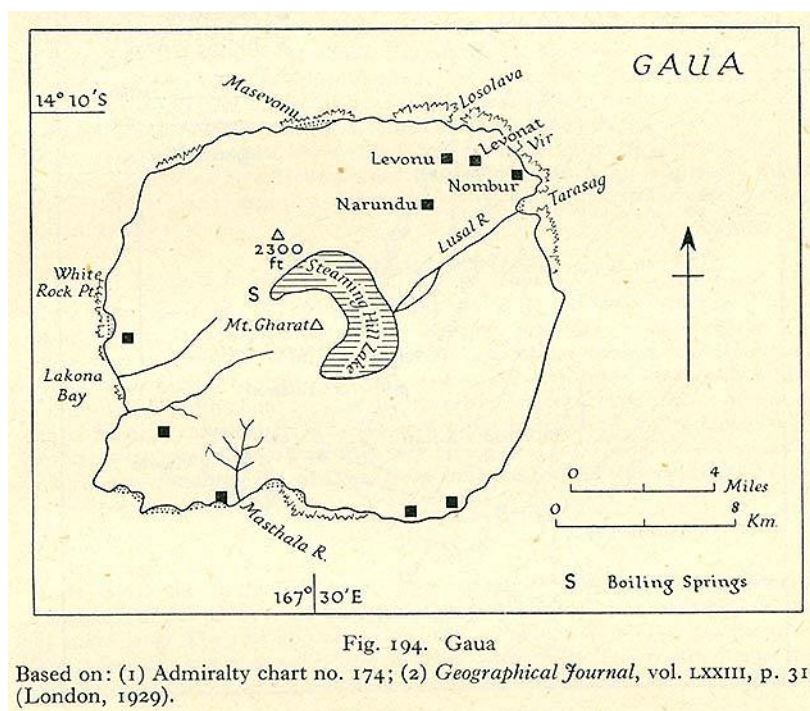 GAUA
14° 10'S
Masevonu
Losolava
Levonat
Vir
Levonu
Nombur
Tarasag
Narundu
Lusal R
2300
ft
Steaming Hill Lake
White
Rock Pt.
S
Mt. Gharat
Lakona
Bay
0 4
Miles
0 8
Km.
Masthala R.
167° 30'E
S Boiling Springs
Fig. 194. Gaua
Based on: (1) Admiralty chart no. 174; (2) Geographical Journal, vol. LXXIII, p. 31
(London, 1929).